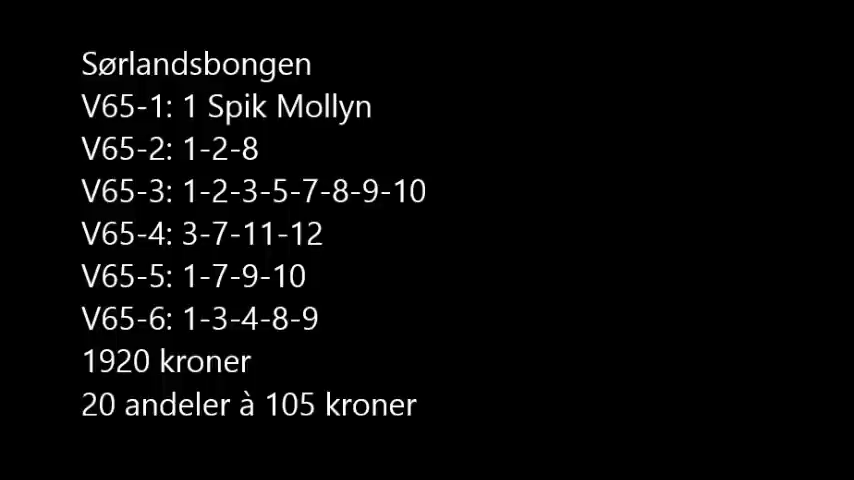 Sørlandsbongen
V65-1: 1 Spik Mollyn
V65-2: 1-2-8
V65-3: 1-2-3-5-7-8-9-10
V65-4: 3-7-11-12
V65-5: 1-7-9-10
V65-6: 1-3-4-8-9
1920 kroner
20 andeler à 105 kroner